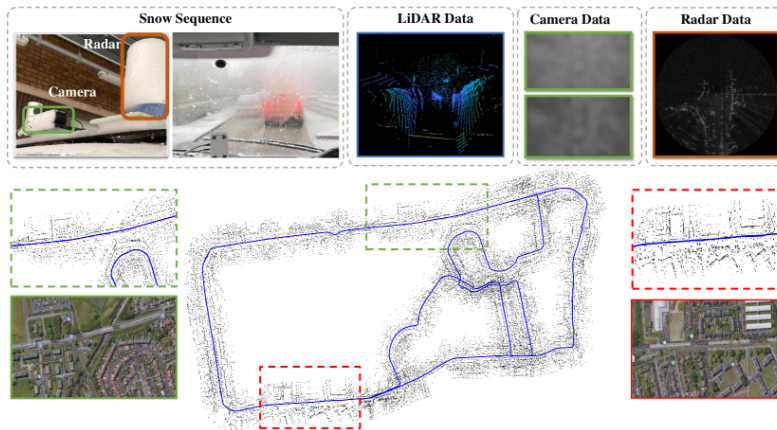 Snow Sequence
LiDAR Data
Camera Data
Radar Data
Radar
Camera